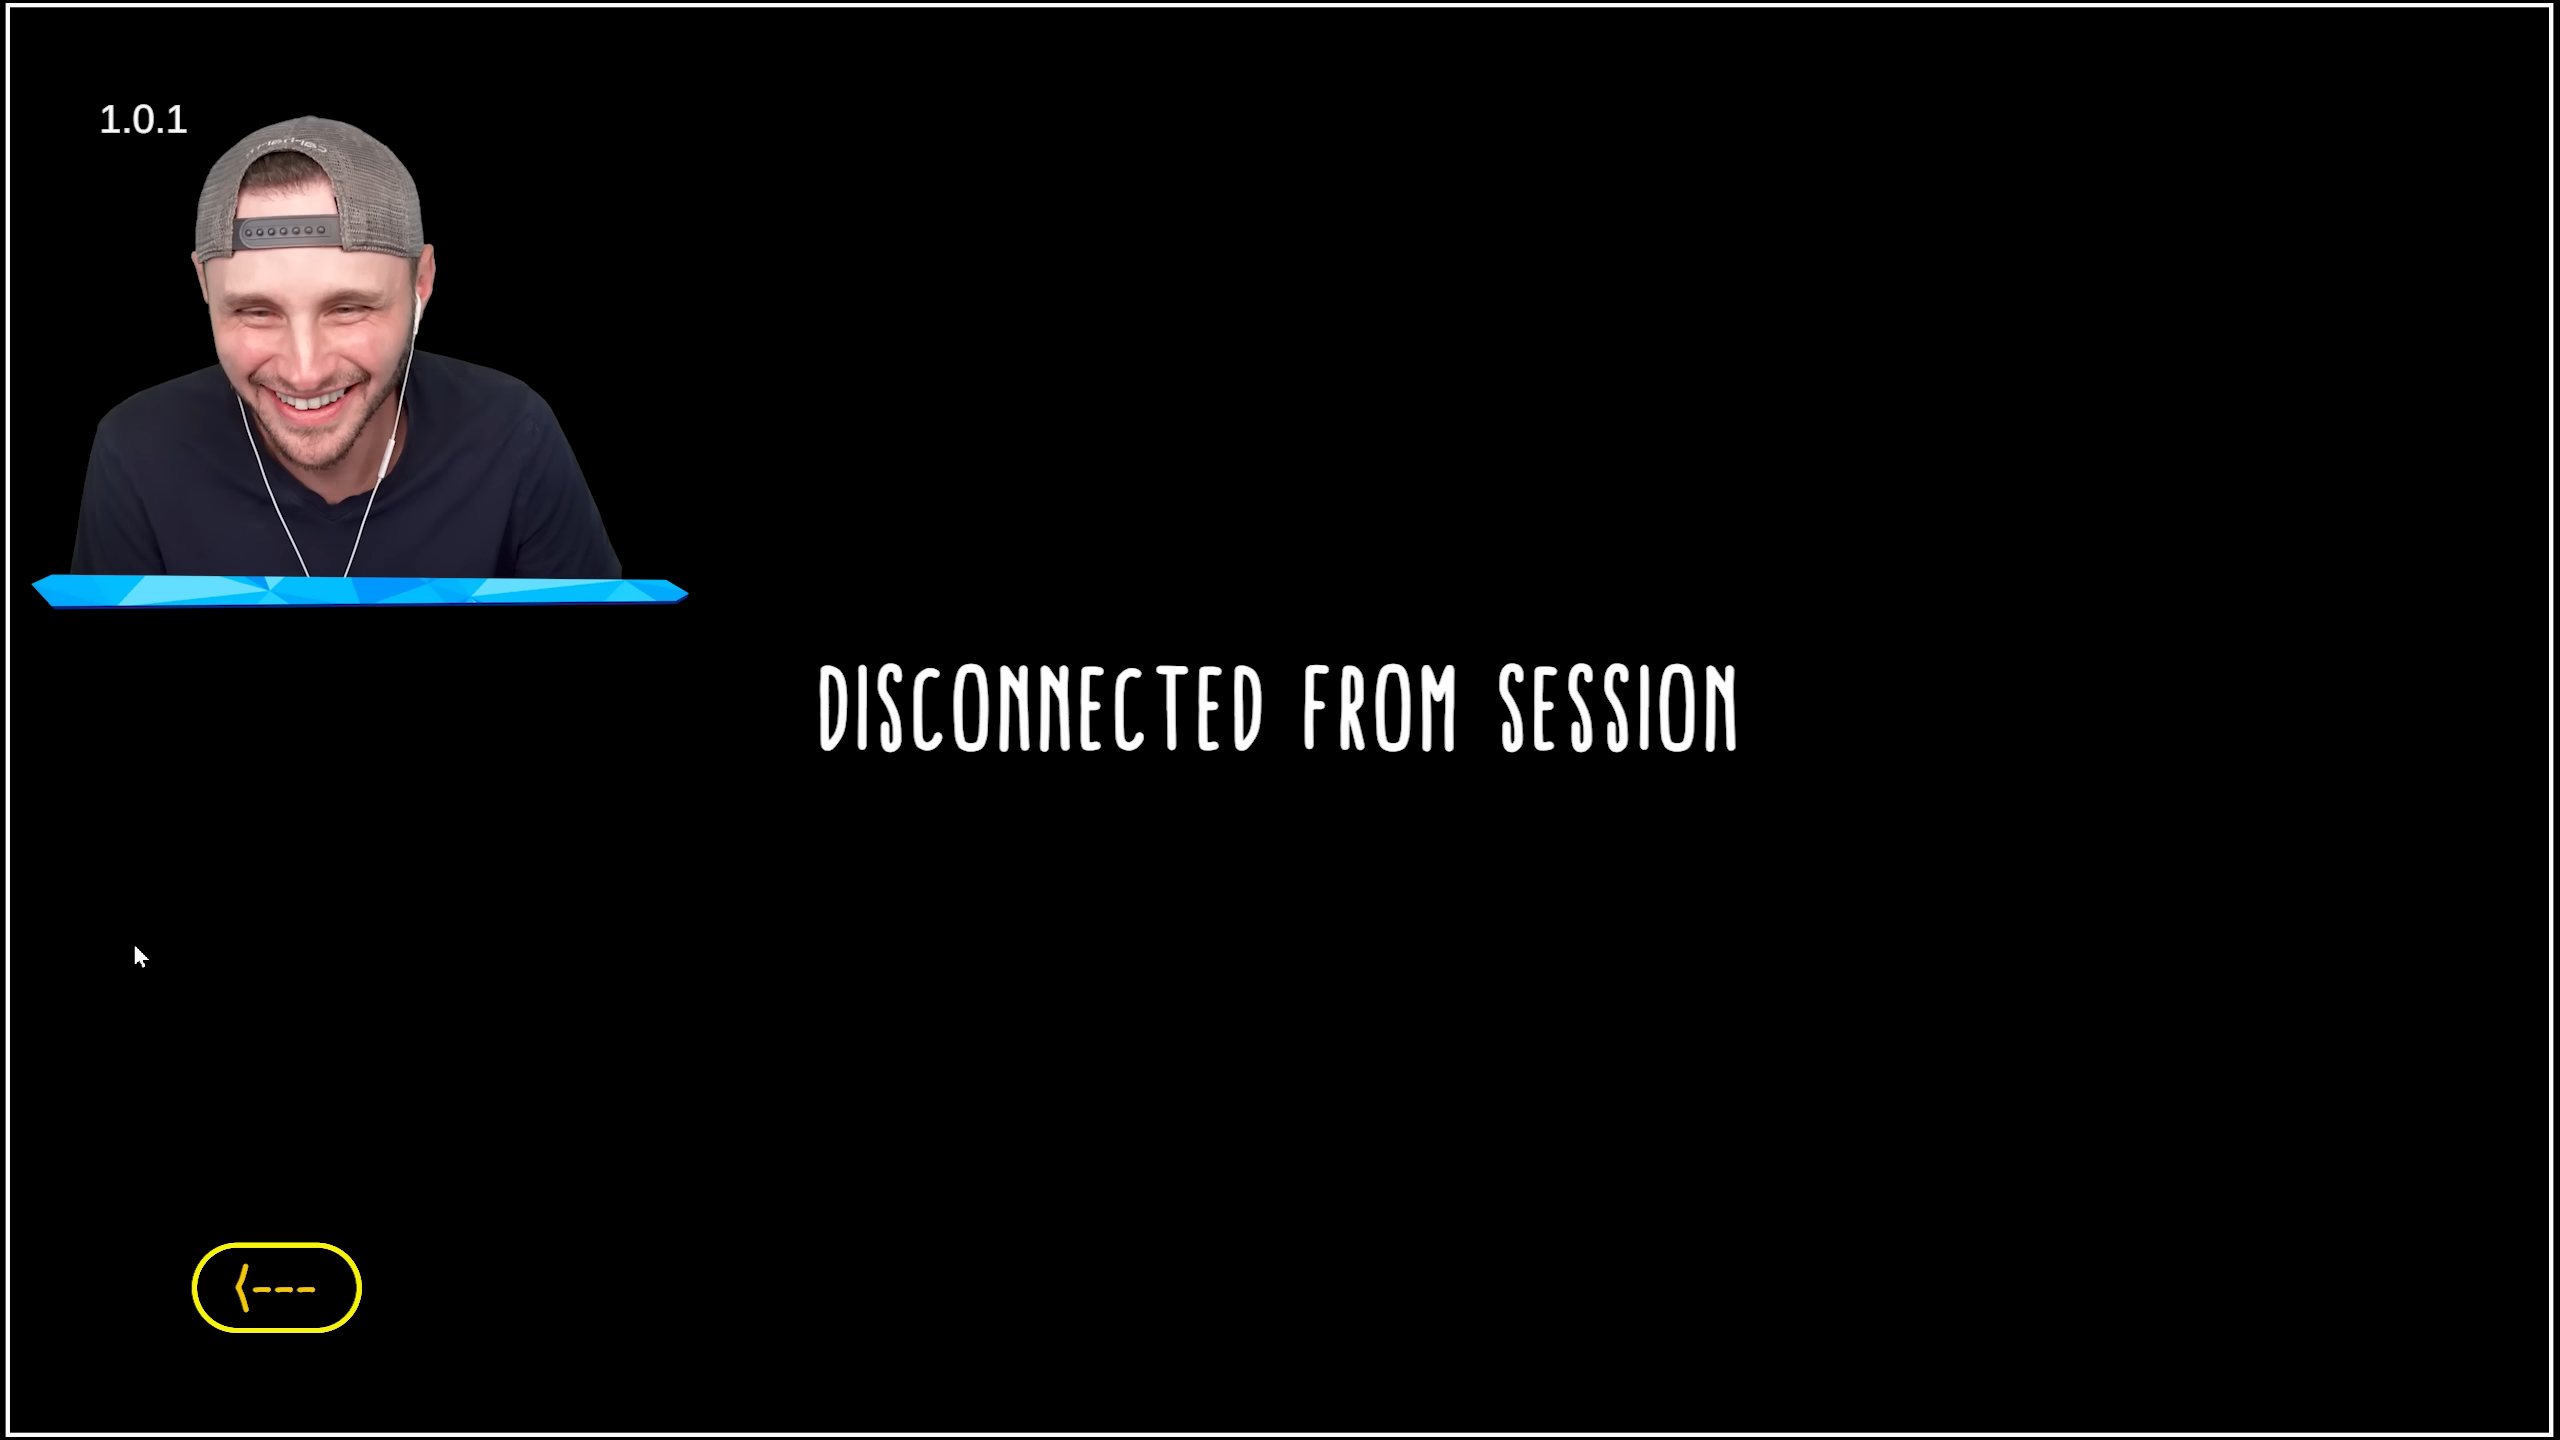 1.0.1
DISCONNECTED FROM SESSION
<---